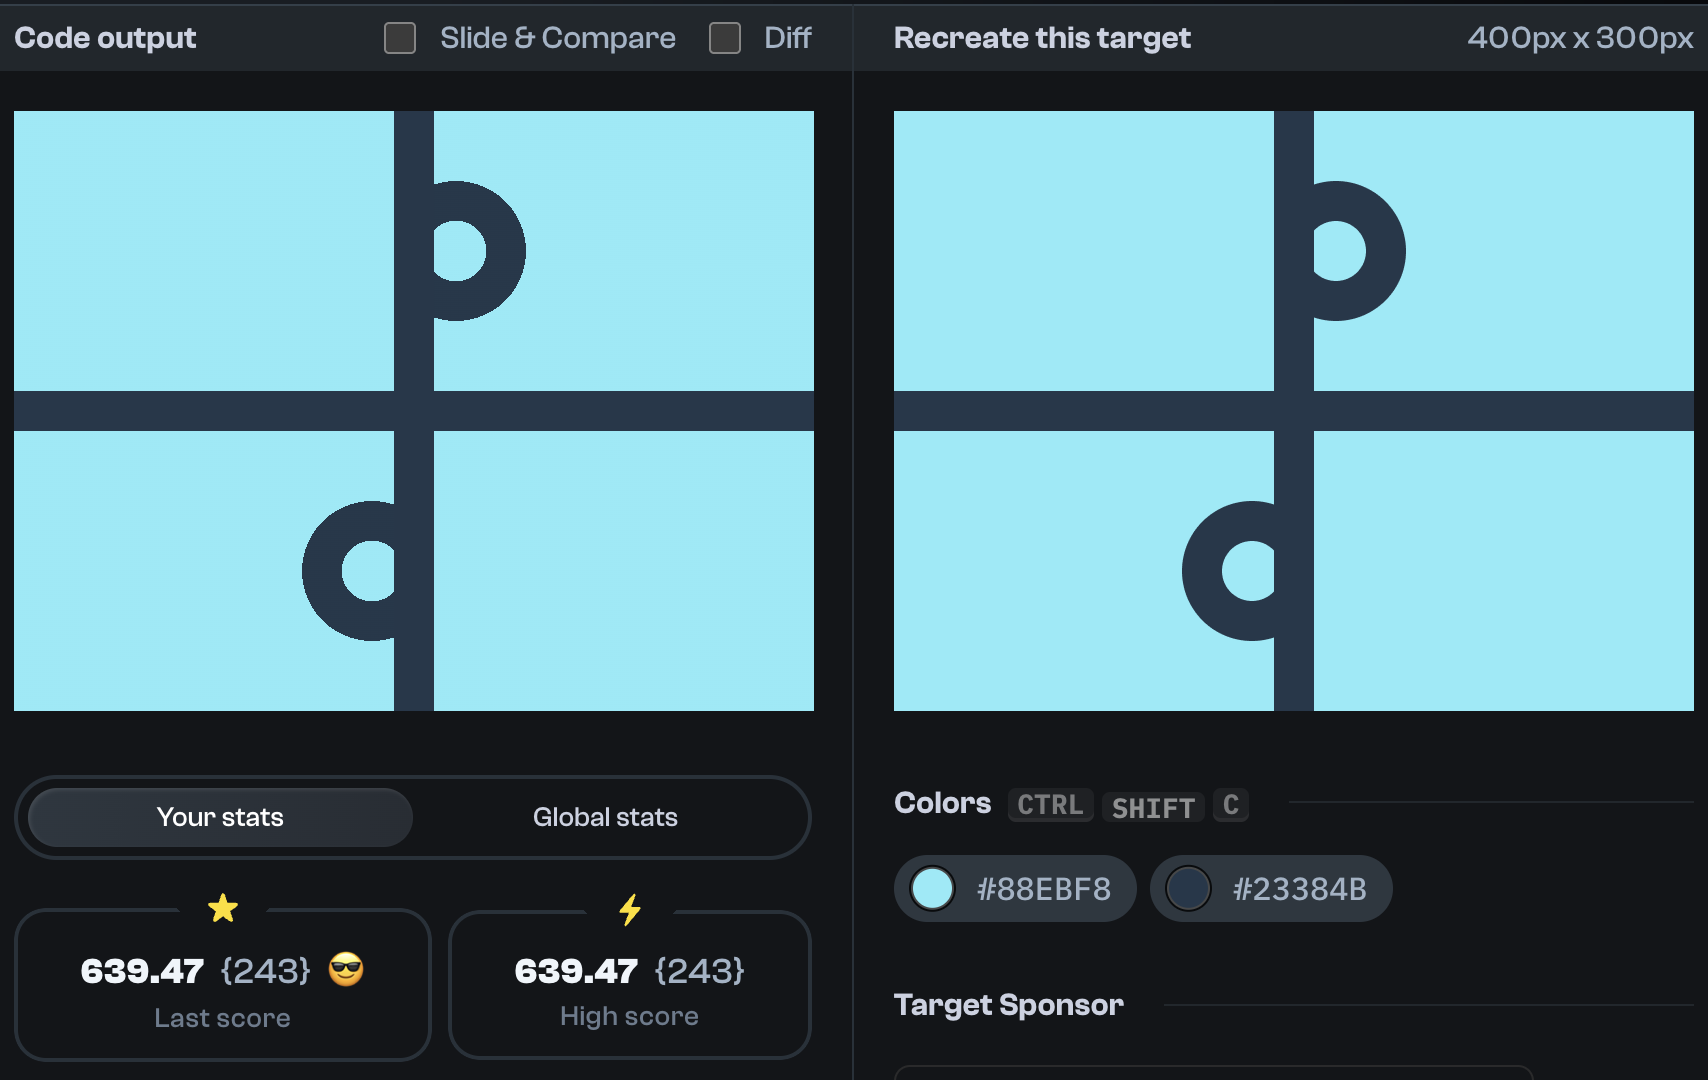 Code output
Slide & Compare
Diff
Recreate this target
400px x 300px
Your stats
Global stats
639.47 {243}
Last score
639.47 {243}
High score
Colors CTRL SHIFT C
#88EBF8
#23384B
Target Sponsor